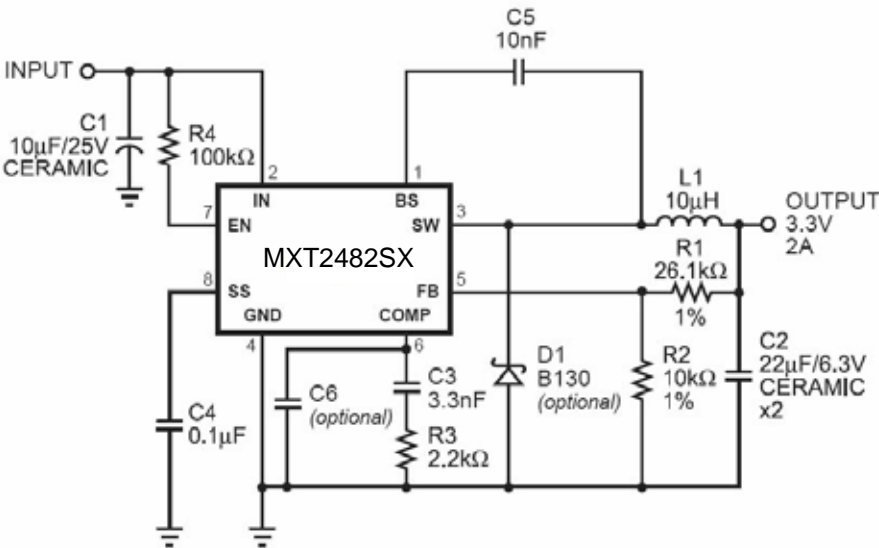 C5
10nF
INPUT
C1
10μF/25V
CERAMIC
R4
100kΩ
2
1
IN
BS
L1
10μH
OUTPUT
3.3V
2A
7
EN
SW
3
MXT2482SX
R1
26.1kΩ
1%
8
SS
FB
5
GND
COMP
4
6
C6
(optional)
C3
3.3nF
R3
2.2kΩ
D1
B130
(optional)
R2
10kΩ
1%
C2
22μF/6.3V
CERAMIC
x2
C4
0.1μF